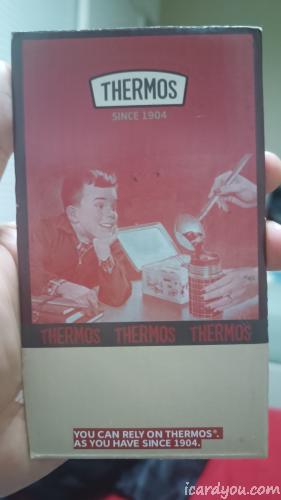 THERMOS
SINCE 1904
THERMOS THERMOS THERMOS
YOU CAN RELY ON THERMOS®.
AS YOU HAVE SINCE 1904.
icardyou.com